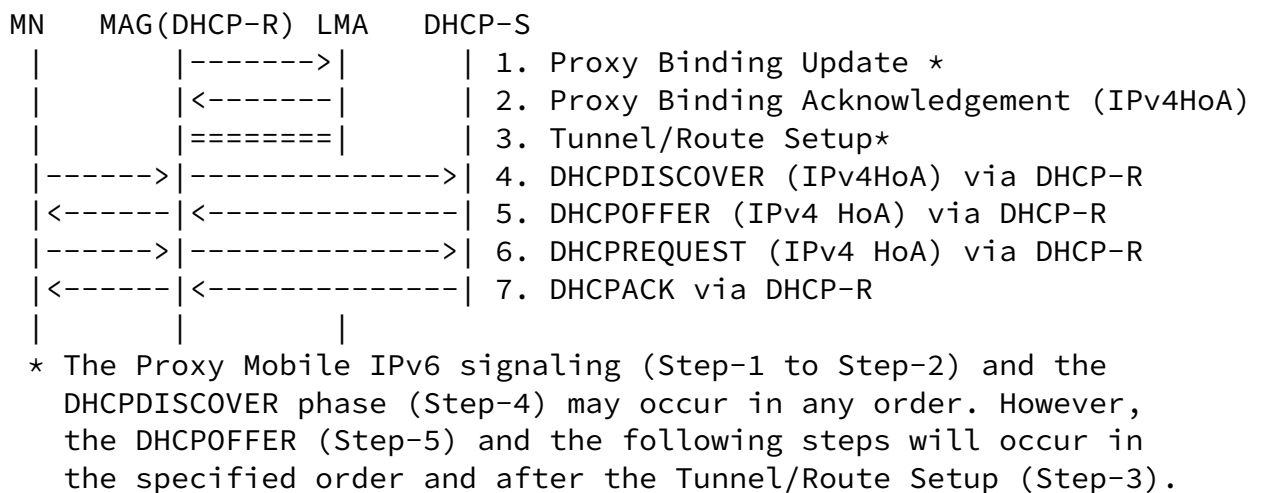 MN   MAG(DHCP-R) LMA   DHCP-S
 |       |------->|       | 1. Proxy Binding Update *
 |       |<-------|       | 2. Proxy Binding Acknowledgement (IPv4HoA)
 |       |========|       | 3. Tunnel/Route Setup*
 |------>|--------------->| 4. DHCPDISCOVER (IPv4HoA) via DHCP-R
 |<------|<---------------| 5. DHCPOFFER (IPv4 HoA) via DHCP-R
 |------>|--------------->| 6. DHCPREQUEST (IPv4 HoA) via DHCP-R
 |<------|<---------------| 7. DHCPACK via DHCP-R
 |       |        |
 * The Proxy Mobile IPv6 signaling (Step-1 to Step-2) and the
   DHCPDISCOVER phase (Step-4) may occur in any order. However,
   the DHCPOFFER (Step-5) and the following steps will occur in
   the specified order and after the Tunnel/Route Setup (Step-3).